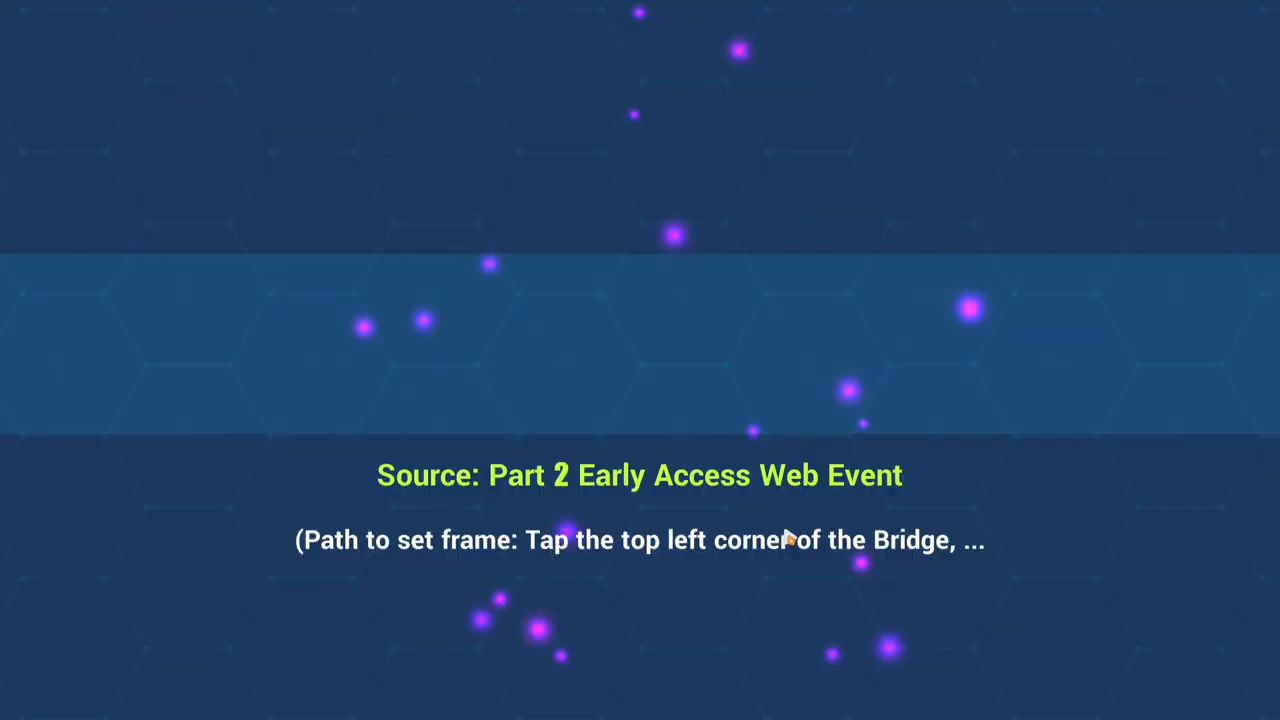 Source: Part 2 Early Access Web Event
(Path to set frame: Tap the top left corner of the Bridge, ...